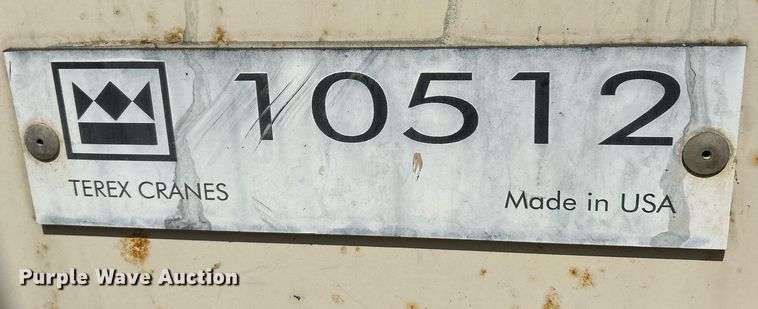 10512
TEREX CRANES
Made in USA
Purple Wave Auction